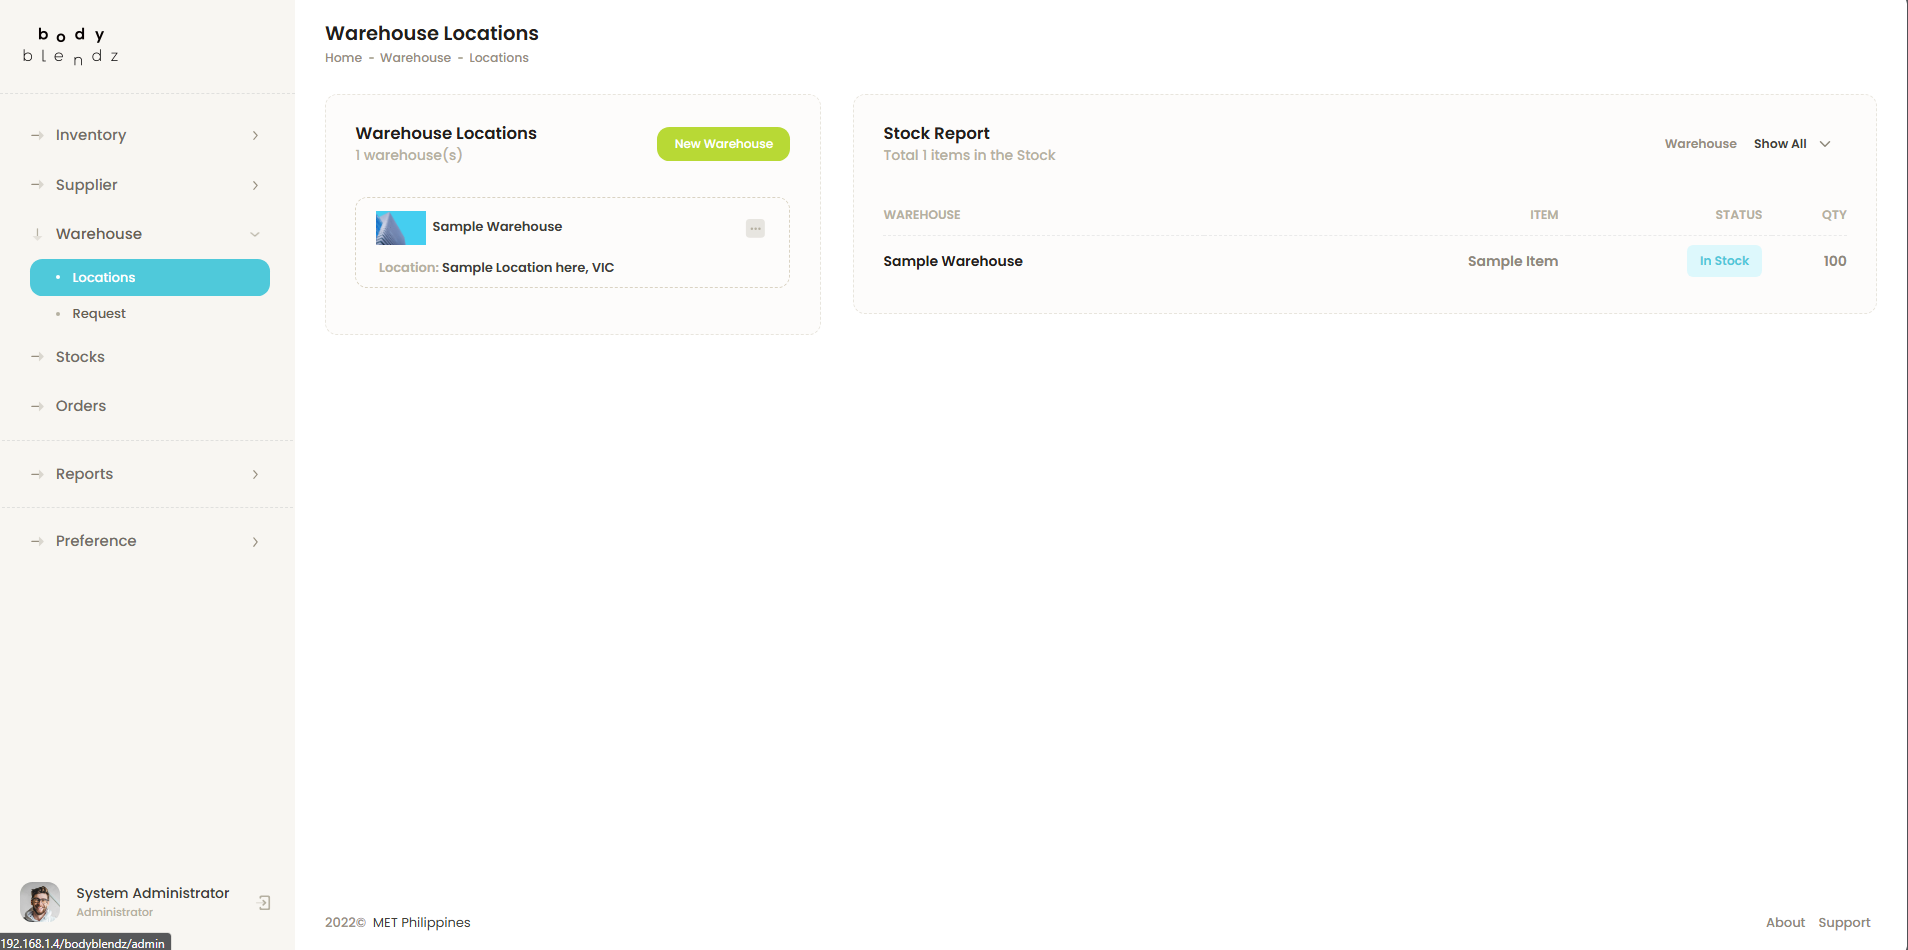 body
blendz
Inventory
Supplier
Warehouse
Locations
Request
Stocks
Orders
Reports
Preference
System Administrator
Administrator
192.168.1.4/bodyblendz/admin
Warehouse Locations
Home - Warehouse - Locations
Warehouse Locations
1 warehouse(s)
New Warehouse
Sample Warehouse
Location: Sample Location here, VIC
Stock Report
Total 1 items in the Stock
Warehouse Show All
WAREHOUSE ITEM STATUS QTY
Sample Warehouse Sample Item In Stock 100
2022© MET Philippines
About Support